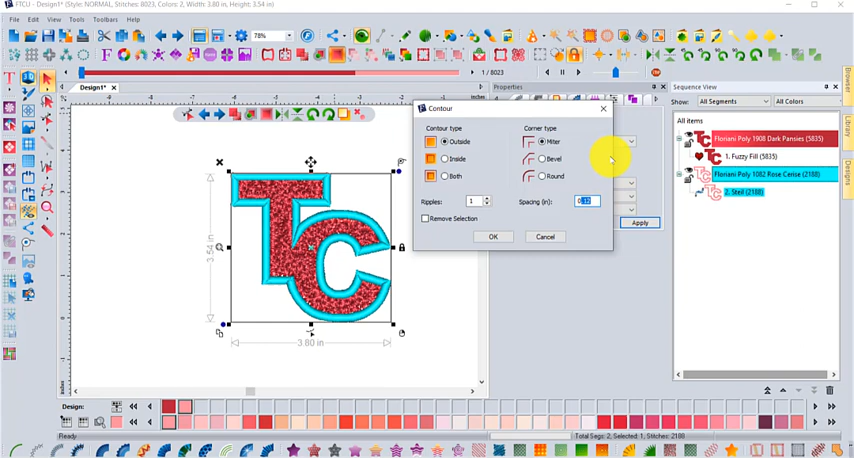 FTCU - Design1* (Style: NORMAL, Stitches: 8023, Colors: 2, Width: 3.80 in, Height: 3.54 in)
File Edit View Tools Toolbars Help
78%
1 / 8023
Design1*
Properties
Sequence View
Show: All Segments All Colors
All items
Floriani Poly 1908 Dark Pansies (5835)
1. Fuzzy Fill (5835)
Floriani Poly 1082 Rose Cerise (2188)
2. Steil (2188)
Browser
Library
Designs
Contour
Contour type
Corner type
Outside
Miter
Inside
Bevel
Both
Round
Ripples: 1
Spacing (in):
Remove Selection
OK
Cancel
Apply
TC
3.54 in
3.80 in
inches
Design:
Ready
Total Segs: 2, Selected: 1, Stitches: 2188